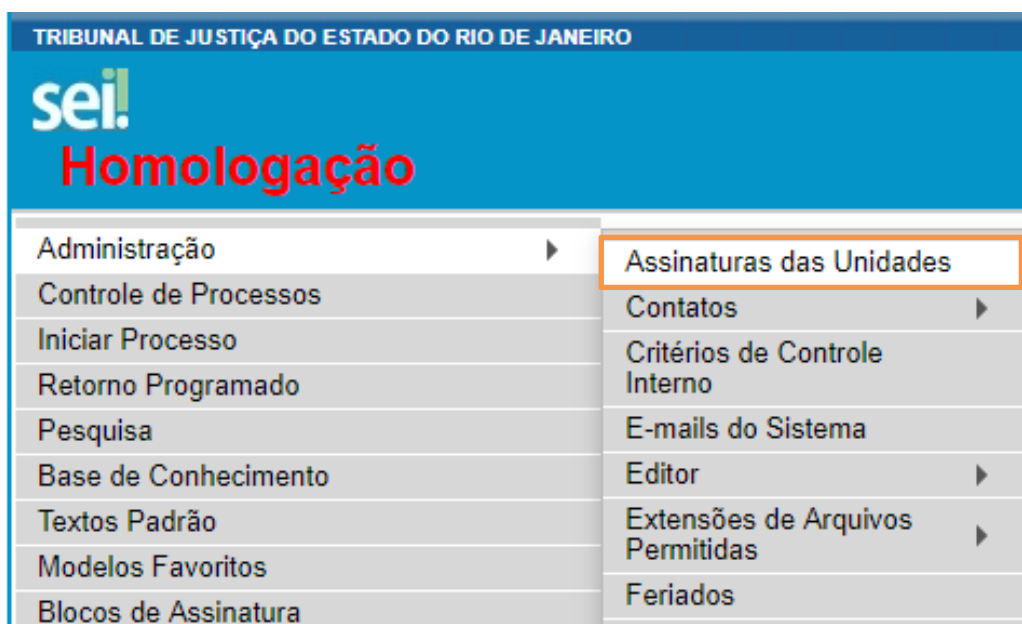 TRIBUNAL DE JUSTIÇA DO ESTADO DO RIO DE JANEIRO
sei!
Homologação
Administração
Controle de Processos
Iniciar Processo
Retorno Programado
Pesquisa
Base de Conhecimento
Textos Padrão
Modelos Favoritos
Blocos de Assinatura
Assinaturas das Unidades
Contatos
Critérios de Controle
Interno
E-mails do Sistema
Editor
Extensões de Arquivos
Permitidas
Feriados